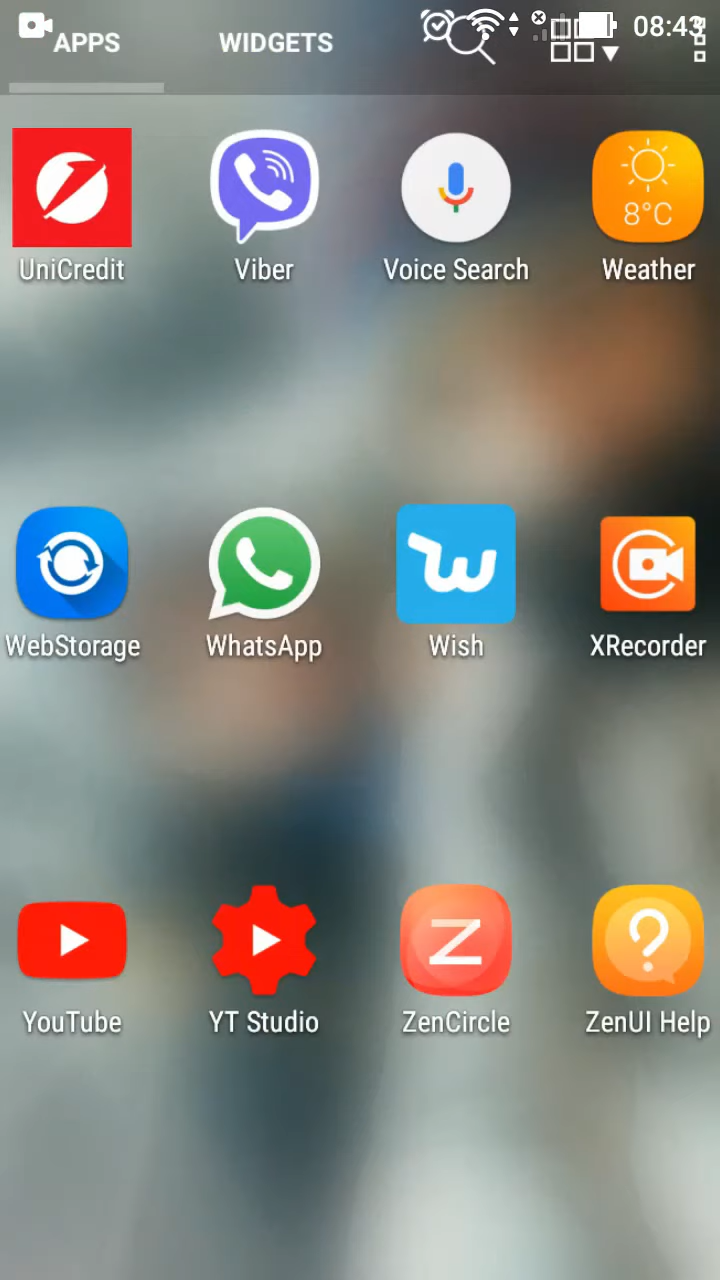 APPS WIDGETS 08:43
UniCredit Viber Voice Search 8°C Weather
WebStorage WhatsApp Wish XRecorder
YouTube YT Studio ZenCircle ZenUI Help